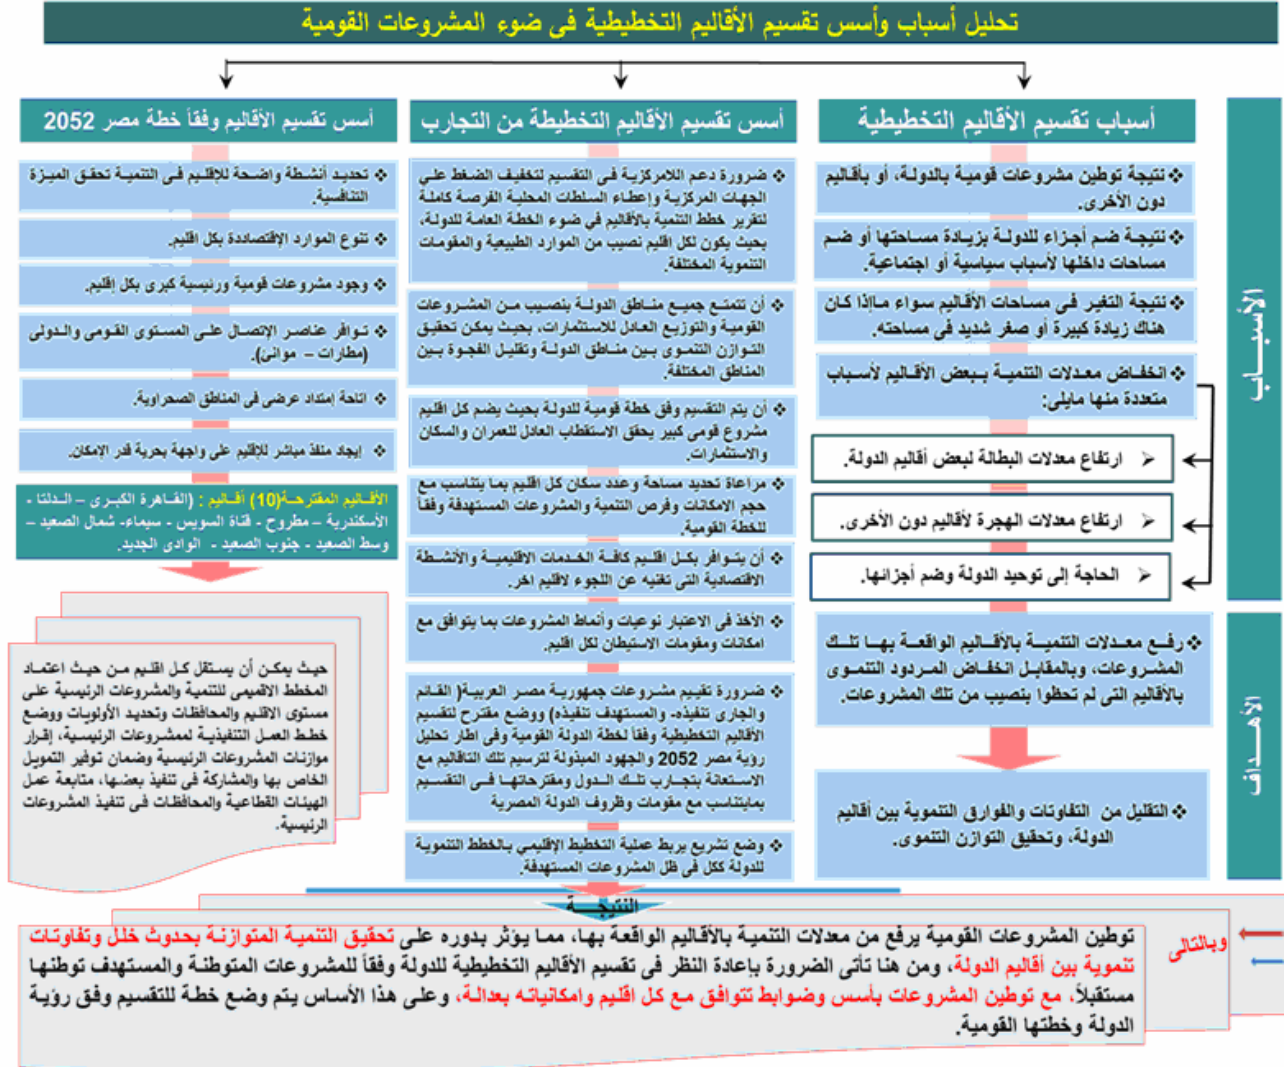 تحليل أسباب وأسس تقسيم الأقاليم التخطيطية فى ضوء المشروعات القومية
الأسبــاب
أسباب تقسيم الأقاليم التخطيطية
❖ نتيجة توطين مشروعات قومية بالدولة، أو بأقاليم
دون الأخرى.
❖ نتيجة ضم أجزاء للدولة بزيادة مساحتها أو ضم
مساحات داخلها لأسباب سياسية أو اجتماعية.
❖ نتيجة التغير فى مساحات الأقاليم سواء مااإذا كان
هناك زيادة كبيرة أو صغر شديد فى مساحته.
❖ انخفاض معدلات التنمية ببعض الأقاليم لأسباب
متعددة منها مايلى:
➢ ارتفاع معدلات البطالة لبعض أقاليم الدولة.
➢ ارتفاع معدلات الهجرة لأقاليم دون الأخرى.
➢ الحاجة إلى توحيد الدولة وضم أجزانها.
الأهــداف
❖ رفع معدلات التنمية بالأقاليم الواقعة بها تلك
المشروعات، وبالمقابل انخفاض المردود التنموى
بالأقاليم التى لم تحظوا بنصيب من تلك المشروعات.
❖ التقليل من التفاوتات والفوارق التنموية بين أقاليم
الدولة، وتحقيق التوازن التنموى.
أسس تقسيم الأقاليم التخطيطة من التجارب
❖ ضرورة دعم اللامركزية فى التقسيم لتخفيف الضغط على
الجهات المركزية وإعطاء السلطات المحلية الفرصة كاملة
لتقرير خطط التنمية بالأقاليم فى ضوء الخطة العامة للدولة،
بحيث يكون لكل اقليم نصيب من الموارد الطبيعية والمقومات
التنموية المختلفة.
❖ أن تتمتع جميع مناطق الدولة بنصيب من المشروعات
القومية والتوزيع العادل للاستثمارات، بحيث يمكن تحقيق
التوازن التنموى بين مناطق الدولة وتقليل الفجوة بين
المناطق المختلفة.
❖ أن يتم التقسيم وفق خطة قومية للدولة بحيث يضم كل اقليم
مشروع قومى كبير يحقق الاستقطاب العادل للعمران والسكان
والاستثمارات.
❖ مراعاة تحديد مساحة وعدد سكان كل اقليم بما يتناسب مع
حجم الامكانات وفرص التنمية والمشروعات المستهدفة وفقاً
للخطة القومية.
❖ أن يتوافر بكل اقليم كافة الخدمات الاقليمية والأنشطة
الاقتصادية التى تغنيه عن اللجوء لاقليم اخر.
❖ الأخذ فى الاعتبار نوعيات وأنماط المشروعات بما يتوافق مع
امكانات ومقومات الاستيطان لكل اقليم.
❖ ضرورة تقييم مشروعات جمهورية مصر العربية( القائم
والجارى تنفيذه- والمستهدف تنفيذه) ووضع مقترح لتقسيم
الأقاليم التخطيطية وفقاً لخطة الدولة القومية وفى اطار تحليل
رؤية مصر 2052 والجهود المبذولة لترسيم تلك التاقاليم مع
الاستعانة بتجارب تلك الدول ومقترحاتها فى التقسيم
بمايتناسب مع مقومات وظروف الدولة المصرية
❖ وضع تشريع يربط عملية التخطيط الإقليمي بالخطط التنموية
للدولة ككل فى ظل المشروعات المستهدفة.
أسس تقسيم الأقاليم وفقاً خطة مصر 2052
❖ تحديد أنشطة واضحة للإقليم فى التنمية تحقق الميزة
التنافسية.
❖ تنوع الموارد الإقتصاددة بكل اقليم.
❖ وجود مشروعات قومية ورئيسية كبرى بكل إقليم.
❖ توافر عناصر الإتصال على المستوى القومى والدولى
(مطارات – موانئ).
❖ اتاحة إمتداد عرضى فى المناطق الصحراوية.
❖ إيجاد منفذ مباشر للإقليم على واجهة بحرية قدر الإمكان.
الأقاليم المقترحة(10) أقاليم : (القاهرة الكبرى – الدلتا -
الأسكندرية – مطروح - قناة السويس - سيماء- شمال الصعيد –
وسط الصعيد - جنوب الصعيد - الوادى الجديد.
حيث يمكن أن يستقل كل اقليم من حيث اعتماد
المخطط الاقميمى للتنمية والمشروعات الرئيسية على
مستوى الاقليم والمحافظات وتحديد الأولويات ووضع
خطط العمل التنفيذية لممشروعات الرئيسية، إقرار
موازنات المشروعات الرئيسية وضمان توفير التمويل
الخاص بها والمشاركة فى تنفيذ بعضها، متابعة عمل
الهيئات القطاعية والمحافظات فى تنفيذ المشروعات
الرئيسية.
النتيجــة
وبالتالى
توطين المشروعات القومية يرفع من معدلات التنمية بالأقاليم الواقعة بها، مما يؤثر بدوره على تحقيق التنمية المتوازنة بحدوث خلل وتفاوتات
تنموية بين أقاليم الدولة، ومن هنا تأتى الضرورة بإعادة النظر فى تقسيم الأقاليم التخطيطية للدولة وفقاً للمشروعات المتوطنة والمستهدف توطنها
مستقبلاً، مع توطين المشروعات بأسس وضوابط تتوافق مع كل اقليم وامكانياته بعدالة، وعلى هذا الأساس يتم وضع خطة للتقسيم وفق رؤية
الدولة وخطتها القومية.